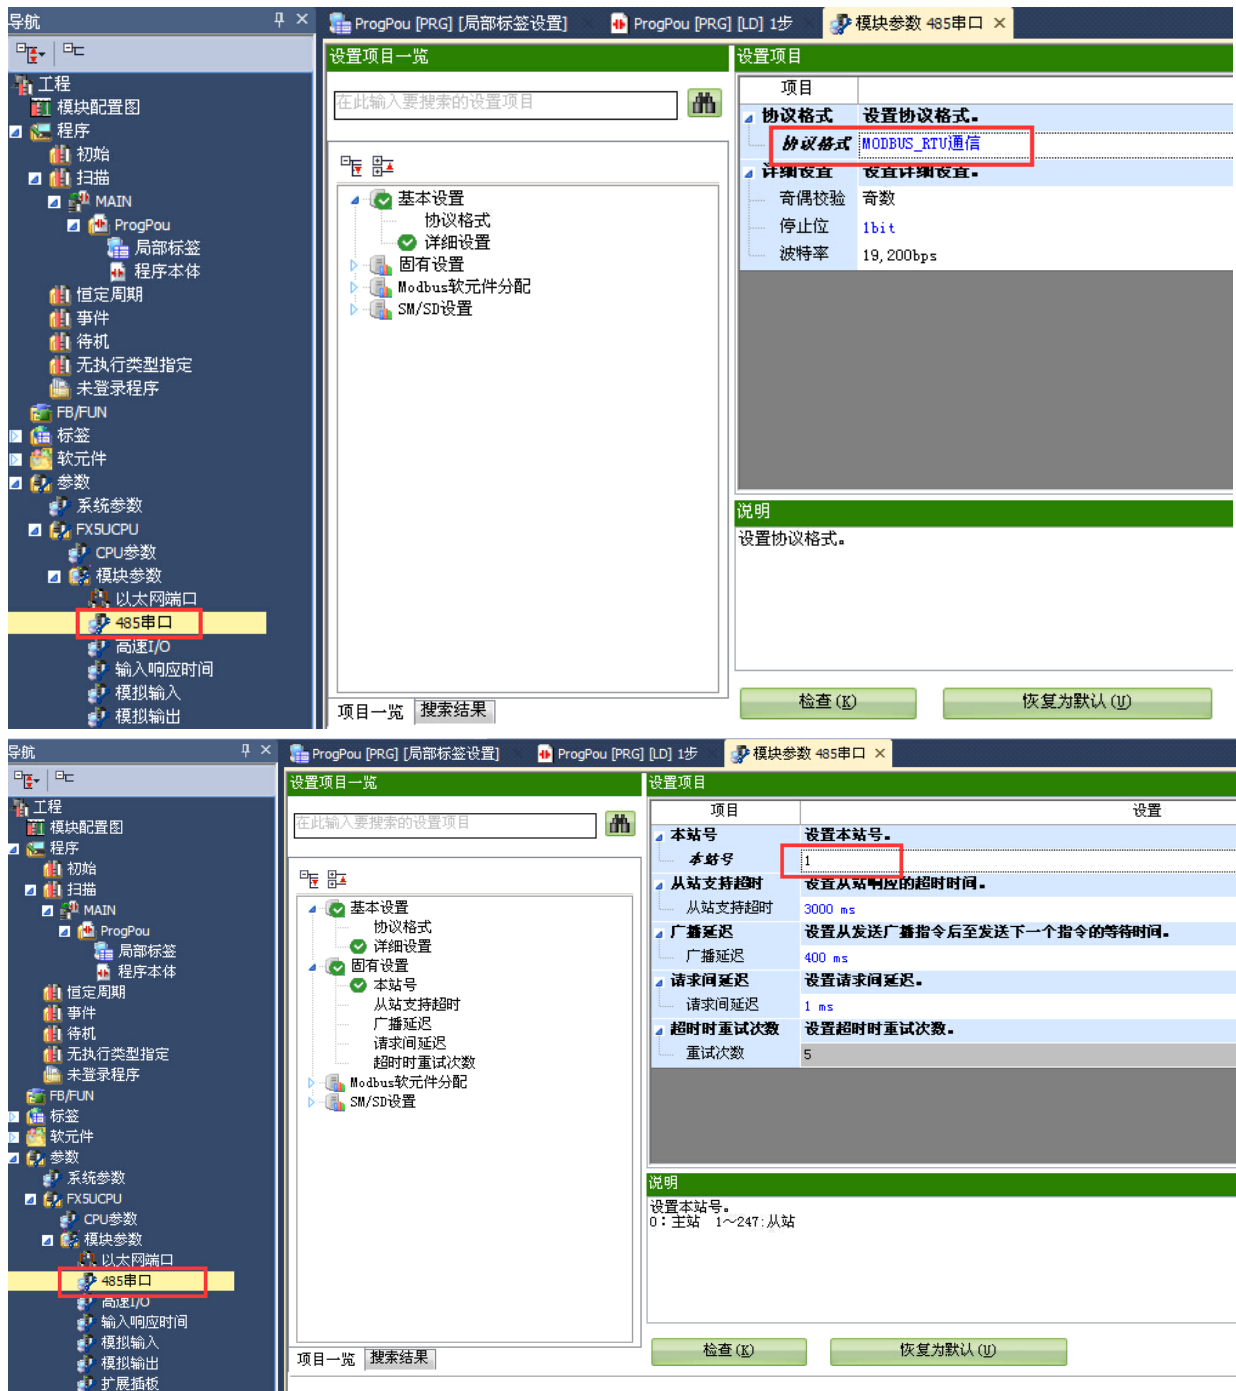 导航
ProgPou [PRG] [局部标签设置]
ProgPou [PRG] [LD] 1步
模块参数 485串口
工程
模块配置图
程序
初始
扫描
MAIN
ProgPou
局部标签
程序本体
恒定周期
事件
待机
无执行类型指定
未登录程序
FB/FUN
标签
软元件
参数
系统参数
FX5UCPU
CPU参数
模块参数
以太网端口
485串口
高速I/O
输入响应时间
模拟输入
模拟输出
设置项目一览
在此输入要搜索的设置项目
基本设置
协议格式
详细设置
固有设置
Modbus软元件分配
SM/SD设置
项目一览 搜索结果
设置项目
项目
协议格式 设置协议格式。
协议格式 MODBUS_RTU通信
详细设置 设置详细设置。
奇偶校验 奇数
停止位 1bit
波特率 19,200bps
说明
设置协议格式。
检查(K) 恢复为默认(U)
导航
ProgPou [PRG] [局部标签设置]
ProgPou [PRG] [LD] 1步
模块参数 485串口
工程
模块配置图
程序
初始
扫描
MAIN
ProgPou
局部标签
程序本体
恒定周期
事件
待机
无执行类型指定
未登录程序
FB/FUN
标签
软元件
参数
系统参数
FX5UCPU
CPU参数
模块参数
以太网端口
485串口
高速I/O
输入响应时间
模拟输入
模拟输出
扩展插板
设置项目一览
在此输入要搜索的设置项目
基本设置
协议格式
详细设置
固有设置
本站号
从站支持超时
广播延迟
请求间延迟
超时时重试次数
Modbus软元件分配
SM/SD设置
项目一览 搜索结果
设置项目
项目 设置
本站号 设置本站号。
本站号 1
从站支持超时 设置从站响应的超时时间。
从站支持超时 3000 ms
广播延迟 设置从发送广播指令后至发送下一个指令的等待时间。
广播延迟 400 ms
请求间延迟 设置请求间延迟。
请求间延迟 1 ms
超时时重试次数 设置超时时重试次数。
重试次数 5
说明
设置本站号。
0：主站 1～247:从站
检查(K) 恢复为默认(U)